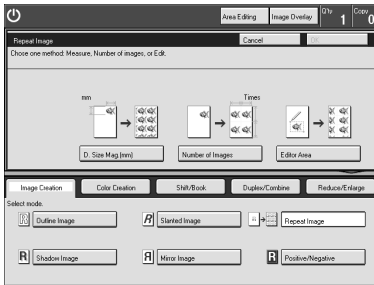 Area Editing Image Overlay Q'ty 1 Copy 0
Repeat Image Cancel OK
Chose one method: Measure, Number of images, or Edit.
mm Times
D. Size Mag.(mm) Number of Images Editor Area
Image Creation Color Creation Shift/Book Duplex/Combine Reduce/Enlarge
Select mode.
R Outline Image R Slanted Image R Repeat Image
R Shadow Image R Mirror Image R Positive/Negative